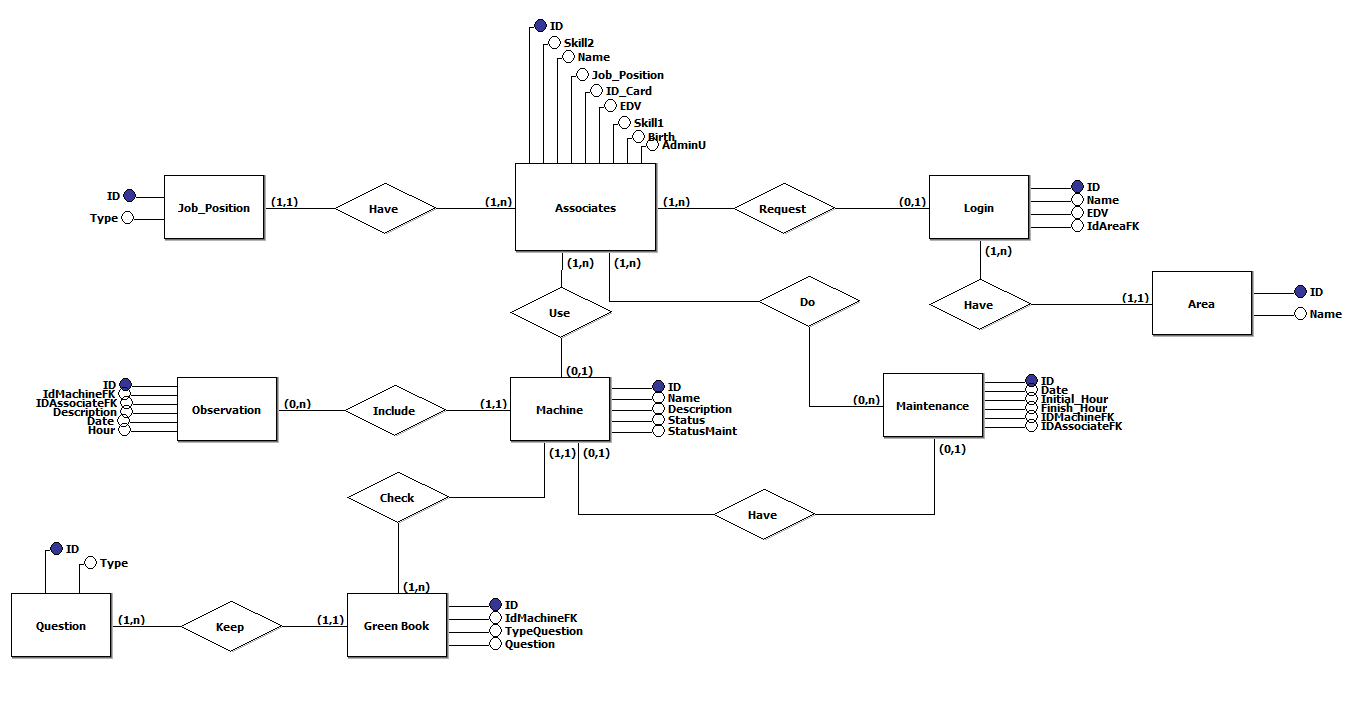 ID
Skill2
Name
Job_Position
ID_Card
EDV
Skill1
Birth
AdminU
ID
Type
Job_Position
(1,1)
Have
(1,n)
Associates
(1,n)
Request
(0,1)
Login
ID
Name
EDV
IdAreaFK
(1,n)
(1,n)
(1,n)
Use
Do
Have
(1,1)
Area
ID
Name
(0,1)
ID
IdMachineFK
IDAssociateFK
Description
Date
Hour
Observation
(0,n)
Include
(1,1)
Machine
ID
Name
Description
Status
StatusMaint
(0,n)
Maintenance
ID
Date
Initial_Hour
Finish_Hour
IDMachineFK
IDAssociateFK
(1,1)
(0,1)
(0,1)
Check
Have
ID
Type
(1,n)
Question
(1,n)
Keep
(1,1)
Green Book
ID
IdMachineFK
TypeQuestion
Question